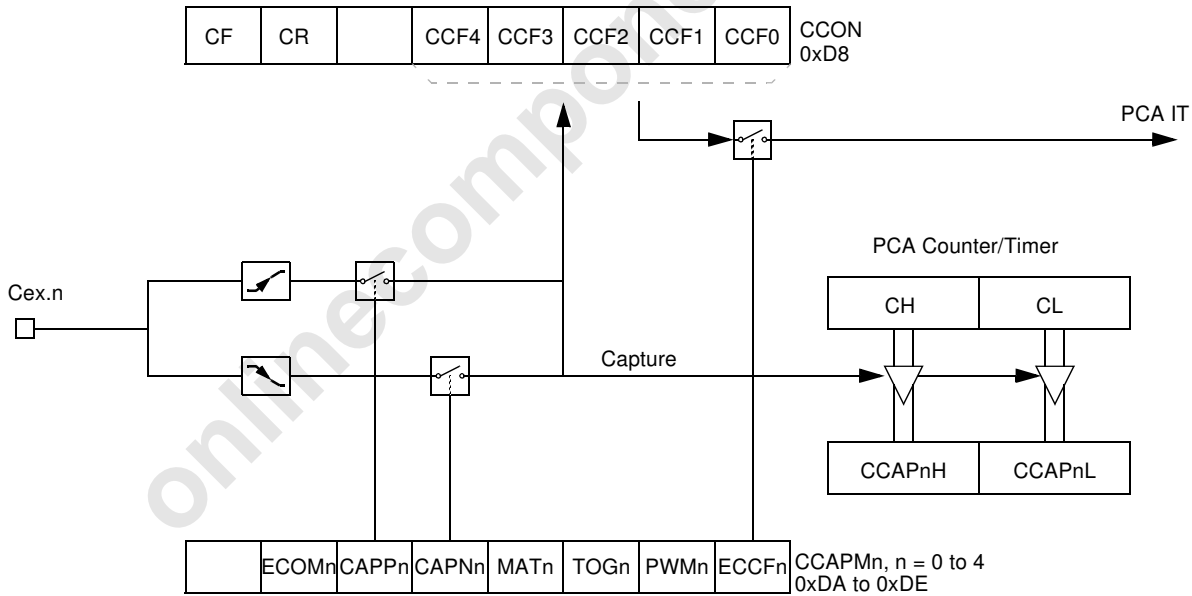 CF CR CCF4 CCF3 CCF2 CCF1 CCF0 CCON
0xD8
PCA IT
PCA Counter/Timer
Cex.n
CH CL
Capture
CCAPnH CCAPnL
ECOMn CAPPn CAPNn MATn TOGn PWMn ECCFn CCAPMn, n = 0 to 4
0xDA to 0xDE
onlinecompone